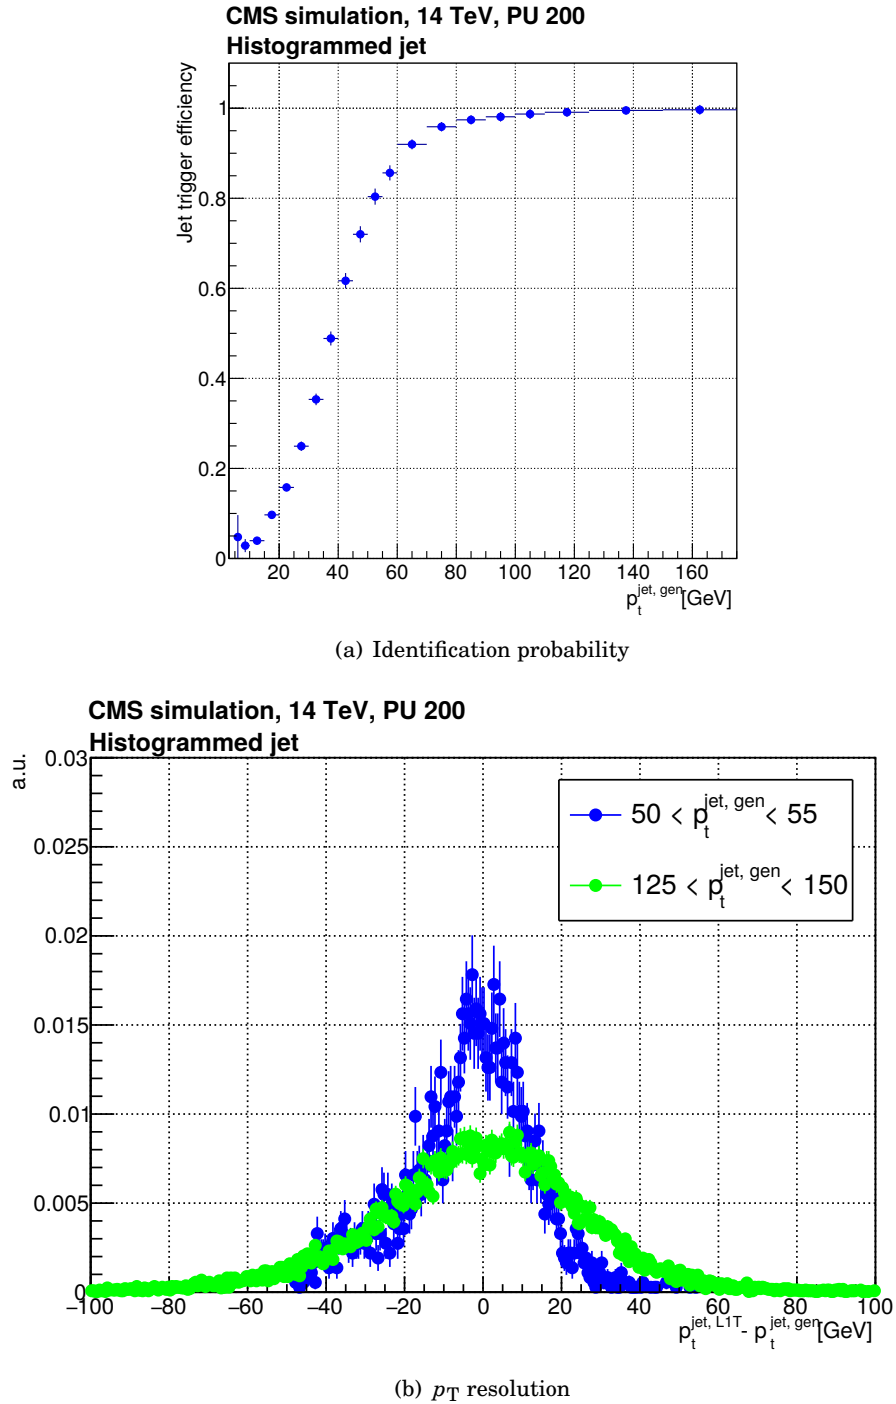 CMS simulation, 14 TeV, PU 200
Histogrammed jet
Jet trigger efficiency
1
0.8
0.6
0.4
0.2
0
20 40 60 80 100 120 140 160
p_t^{jet, gen}[GeV]
(a) Identification probability
CMS simulation, 14 TeV, PU 200
Histogrammed jet
a.u.
0.03
0.025
0.02
0.015
0.01
0.005
0
50 < p_t^{jet, gen} < 55
125 < p_t^{jet, gen} < 150
−100 −80 −60 −40 −20 0 20 40 60 80 100
p_t^{jet, L1T} - p_t^{jet, gen}[GeV]
(b) p_T resolution